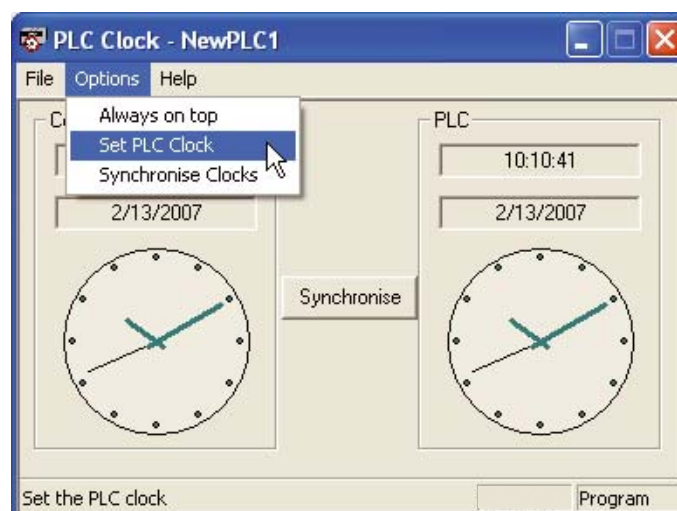 PLC Clock - NewPLC1
File Options Help
Always on top
Set PLC Clock
Synchronise Clocks
PLC
10:10:41
2/13/2007
2/13/2007
Synchronise
Set the PLC clock
Program